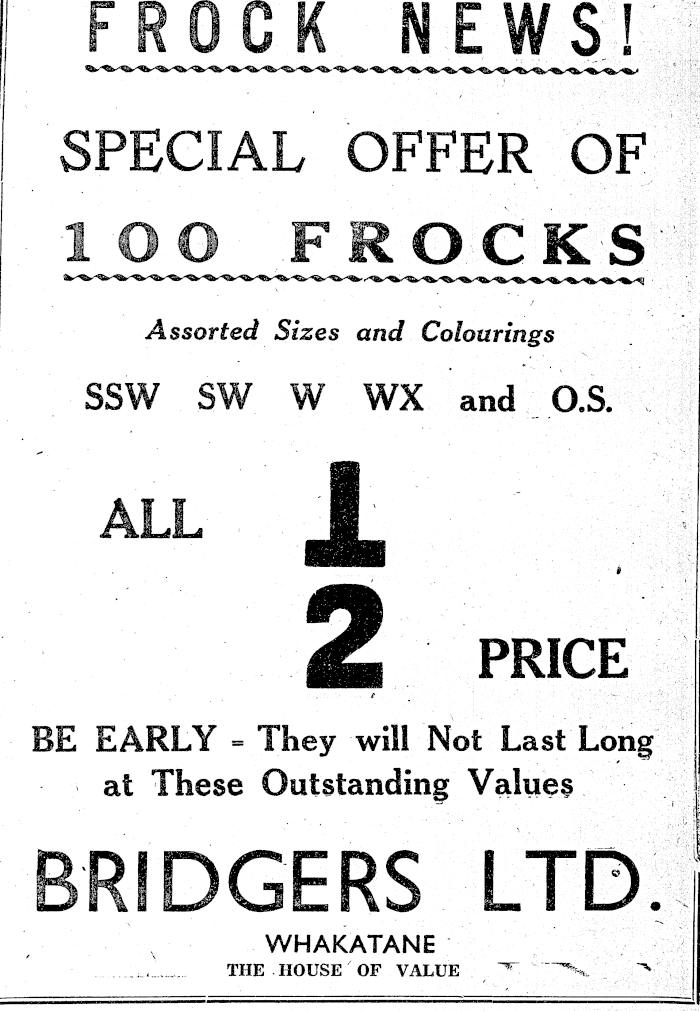 FROCK NEWS!
SPECIAL OFFER OF
100 FROCKS
Assorted Sizes and Colourings
SSW SW W WX and O.S.
ALL 1
2 PRICE
BE EARLY = They will Not Last Long
at These Outstanding Values
BRIDGERS LTD.
WHAKATANE
THE HOUSE OF VALUE